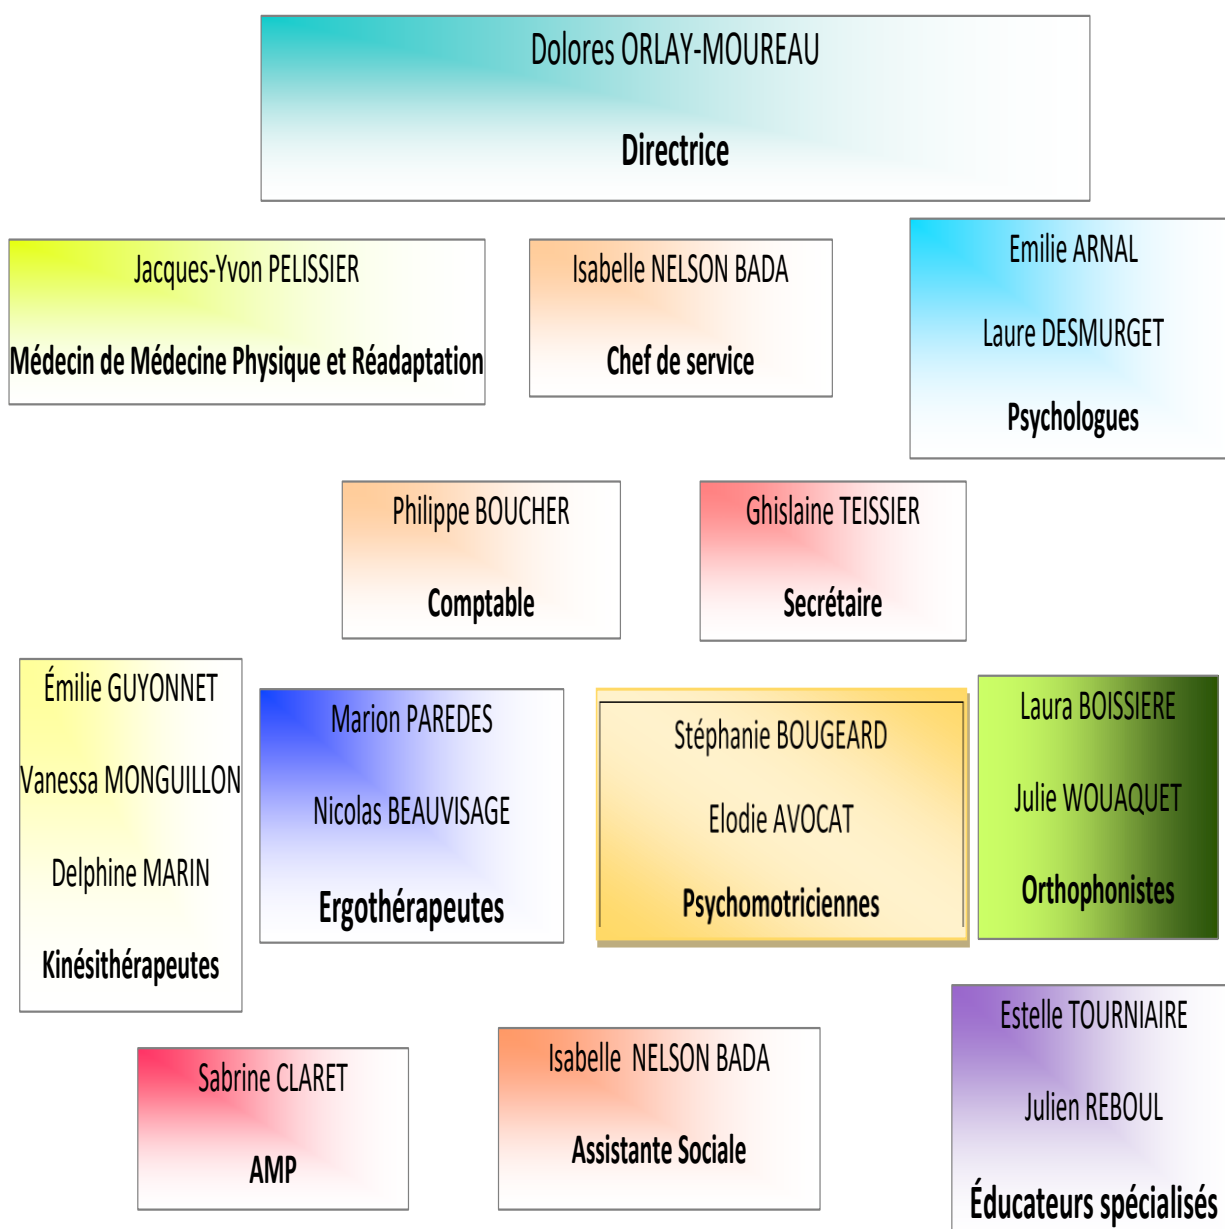 Dolores ORLAY-MOUREAU
Directrice
Jacques-Yvon PELISSIER
Médecin de Médecine Physique et Réadaptation
Isabelle NELSON BADA
Chef de service
Emilie ARNAL
Laure DESMURGET
Psychologues
Philippe BOUCHER
Comptable
Ghislaine TEISSIER
Secrétaire
Émilie GUYONNET
Vanessa MONGUILLON
Delphine MARIN
Kinésithérapeutes
Marion PAREDES
Nicolas BEAUVISAGE
Ergothérapeutes
Stéphanie BOUGEARD
Elodie AVOCAT
Psychomotriciennes
Laura BOISSIERE
Julie WOUAQUET
Orthophonistes
Sabrine CLARET
AMP
Isabelle NELSON BADA
Assistante Sociale
Estelle TOURNIAIRE
Julien REBOUL
Éducateurs spécialisés